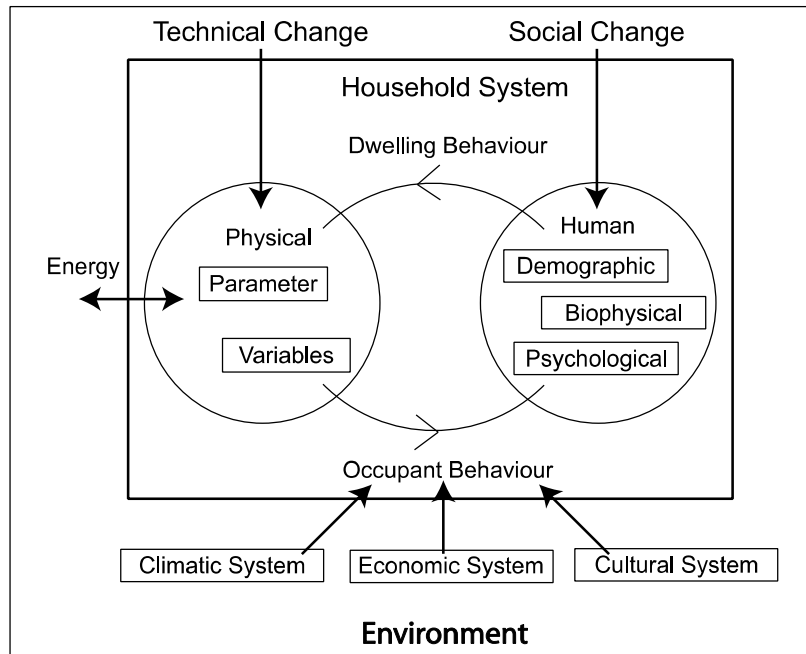 Technical Change
Social Change
Household System
Dwelling Behaviour
Physical
Human
Energy
Parameter
Demographic
Biophysical
Variables
Psychological
Occupant Behaviour
Climatic System
Economic System
Cultural System
Environment